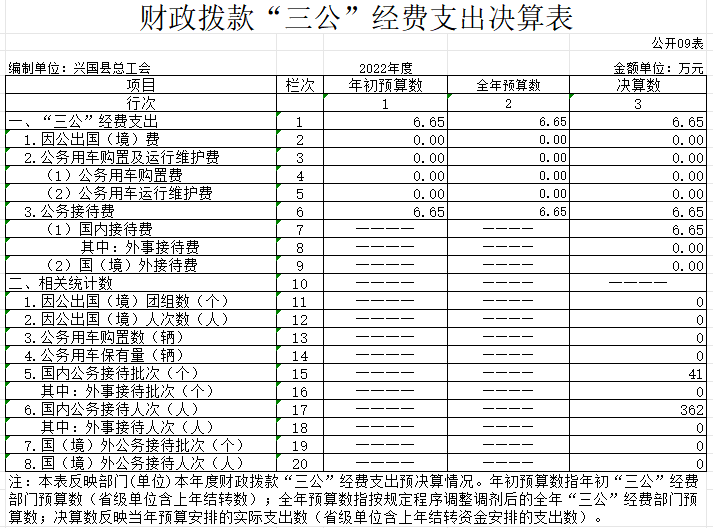 财政拨款“三公”经费支出决算表
公开09表
编制单位：兴国县总工会 2022年度 金额单位：万元
项目 栏次 年初预算数 全年预算数 决算数
行次 1 2 3
一、“三公”经费支出 1 6.65 6.65 6.65
1.因公出国（境）费 2 0.00 0.00 0.00
2.公务用车购置及运行维护费 3 0.00 0.00 0.00
（1）公务用车购置费 4 0.00 0.00 0.00
（2）公务用车运行维护费 5 0.00 0.00 0.00
3.公务接待费 6 6.65 6.65 6.65
（1）国内接待费 7 ———— ———— 6.65
其中：外事接待费 8 ———— ———— 0.00
（2）国（境）外接待费 9 ———— ———— 0.00
二、相关统计数 10 ———— ———— ————
1.因公出国（境）团组数（个） 11 ———— ———— 0
2.因公出国（境）人次数（人） 12 ———— ———— 0
3.公务用车购置数（辆） 13 ———— ———— 0
4.公务用车保有量（辆） 14 ———— ———— 0
5.国内公务接待批次（个） 15 ———— ———— 41
其中：外事接待批次（个） 16 ———— ———— 0
6.国内公务接待人次（人） 17 ———— ———— 362
其中：外事接待人次（人） 18 ———— ———— 0
7.国（境）外公务接待批次（个） 19 ———— ———— 0
8.国（境）外公务接待人次（人） 20 ———— ———— 0
注：本表反映部门(单位)本年度财政拨款“三公”经费支出预决算情况。年初预算数指年初“三公”经费
部门预算数（省级单位含上年结转数）；全年预算数指按规定程序调整调剂后的全年“三公”经费部门预
算数；决算数反映当年预算安排的实际支出数（省级单位含上年结转资金安排的支出数）。